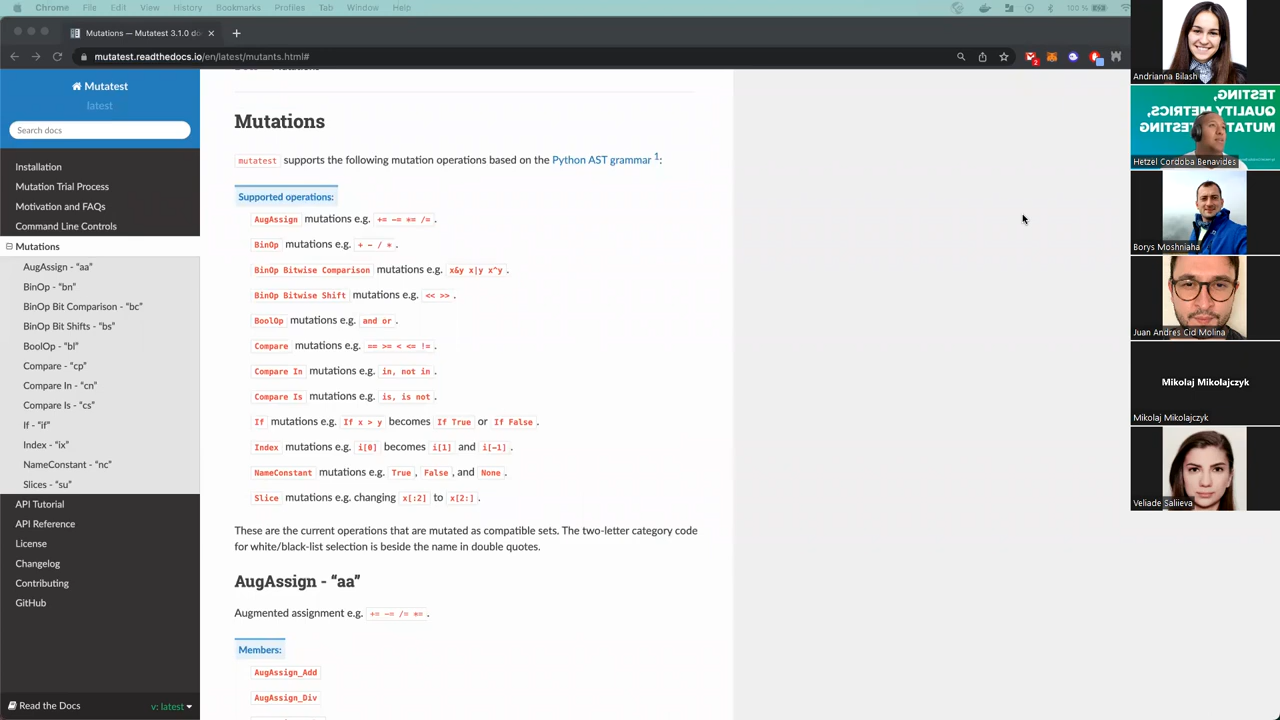 Chrome File Edit View History Bookmarks Profiles Tab Window Help
100 %
Mutations — Mutatest 3.1.0 do
mutatest.readthedocs.io/en/latest/mutants.html#
Mutatest
latest
Search docs
Installation
Mutation Trial Process
Motivation and FAQs
Command Line Controls
Mutations
AugAssign - “aa”
BinOp - “bn”
BinOp Bit Comparison - “bc”
BinOp Bit Shifts - “bs”
BoolOp - “bl”
Compare - “cp”
Compare In - “cn”
Compare Is - “cs”
If - “if”
Index - “ix”
NameConstant - “nc”
Slices - “su”
API Tutorial
API Reference
License
Changelog
Contributing
GitHub
Read the Docs
v: latest
Mutations
mutatest supports the following mutation operations based on the Python AST grammar 1:
Supported operations:
AugAssign mutations e.g. += -= *= /= .
BinOp mutations e.g. + - / * .
BinOp Bitwise Comparison mutations e.g. x&y x|y x^y .
BinOp Bitwise Shift mutations e.g. << >> .
BoolOp mutations e.g. and or .
Compare mutations e.g. == >= < <= != .
Compare In mutations e.g. in, not in .
Compare Is mutations e.g. is, is not .
If mutations e.g. If x > y becomes If True or If False .
Index mutations e.g. i[0] becomes i[1] and i[-1] .
NameConstant mutations e.g. True , False , and None .
Slice mutations e.g. changing x[:2] to x[2:] .
These are the current operations that are mutated as compatible sets. The two-letter category code
for white/black-list selection is beside the name in double quotes.
AugAssign - “aa”
Augmented assignment e.g. += -= /= *= .
Members:
AugAssign_Add
AugAssign_Div
Andrianna Bilash
TESTING,
QUALITY METRICS,
Hetzel Cordoba Benavides
Borys Moshniaha
Juan Andres Cid Molina
Mikolaj Mikołajczyk
Mikolaj Mikolajczyk
Veliade Saliieva